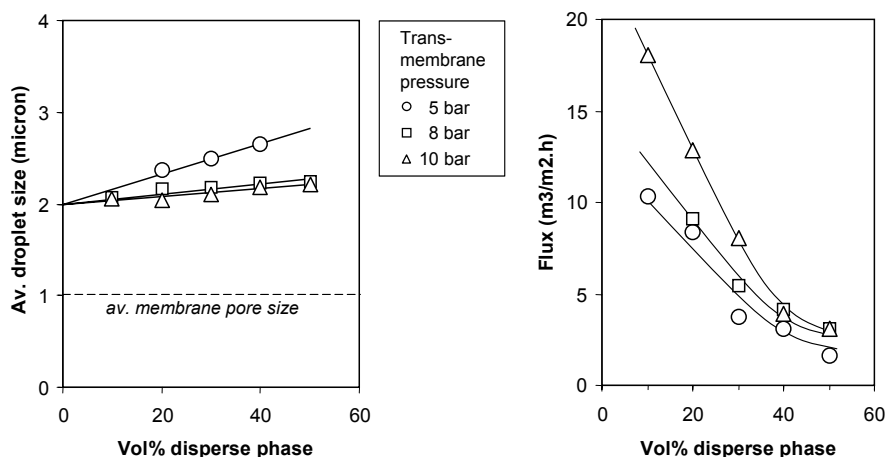 4
3
2
1
0
Av. droplet size (micron)
av. membrane pore size
0
20
40
60
Vol% disperse phase
Trans-
membrane
pressure
5 bar
8 bar
10 bar
20
15
10
5
0
Flux (m3/m2.h)
0
20
40
60
Vol% disperse phase